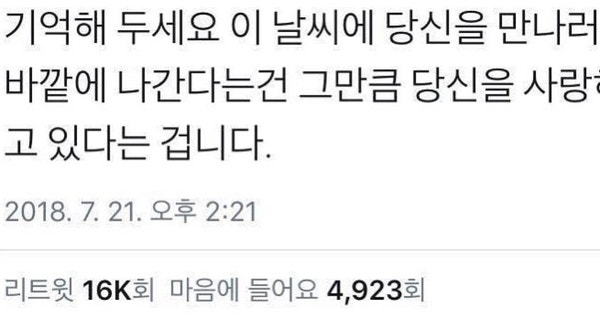 기억해 두세요 이 날씨에 당신을 만나러
바깥에 나간다는건 그만큼 당신을 사랑하
고 있다는 겁니다.
2018. 7. 21. 오후 2:21
리트윗 16K회 마음에 들어요 4,923회